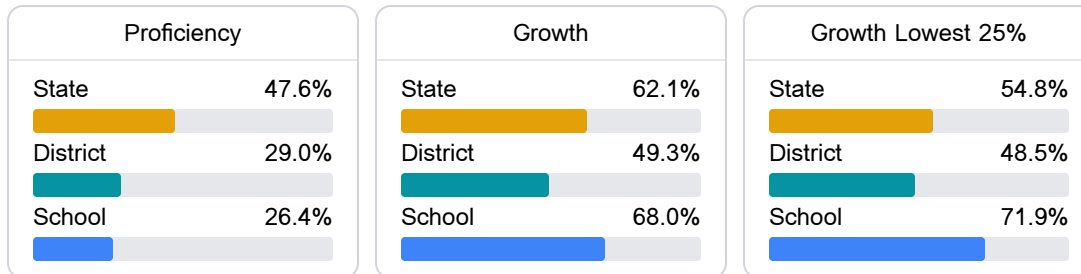 Proficiency
State 47.6%
District 29.0%
School 26.4%
Growth
State 62.1%
District 49.3%
School 68.0%
Growth Lowest 25%
State 54.8%
District 48.5%
School 71.9%